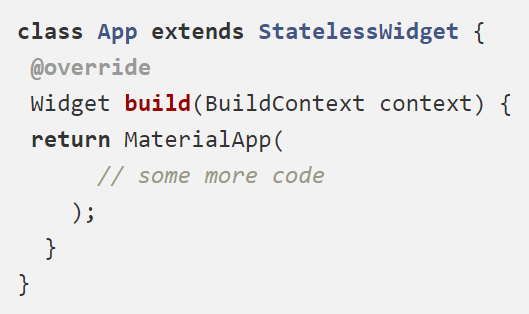 class App extends StatelessWidget {
@override
Widget build(BuildContext context) {
return MaterialApp(
// some more code
);
}
}